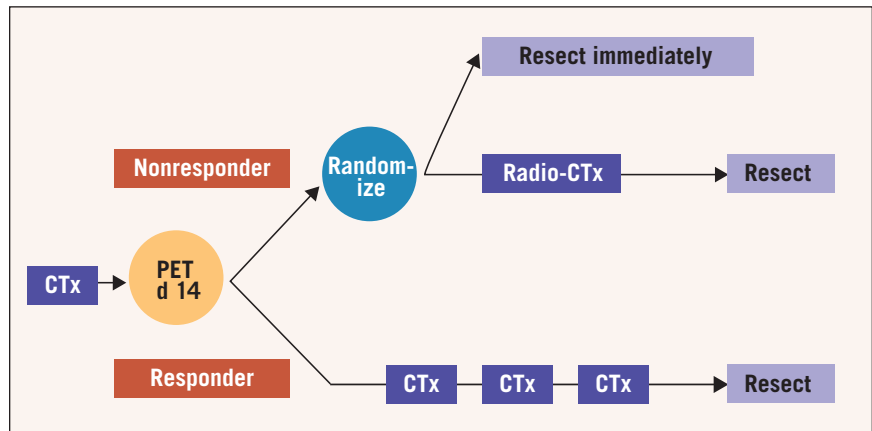 Resect immediately
Nonresponder
Random-
ize
Radio-CTx
Resect
CTx
PET
d 14
Responder
CTx
CTx
CTx
Resect